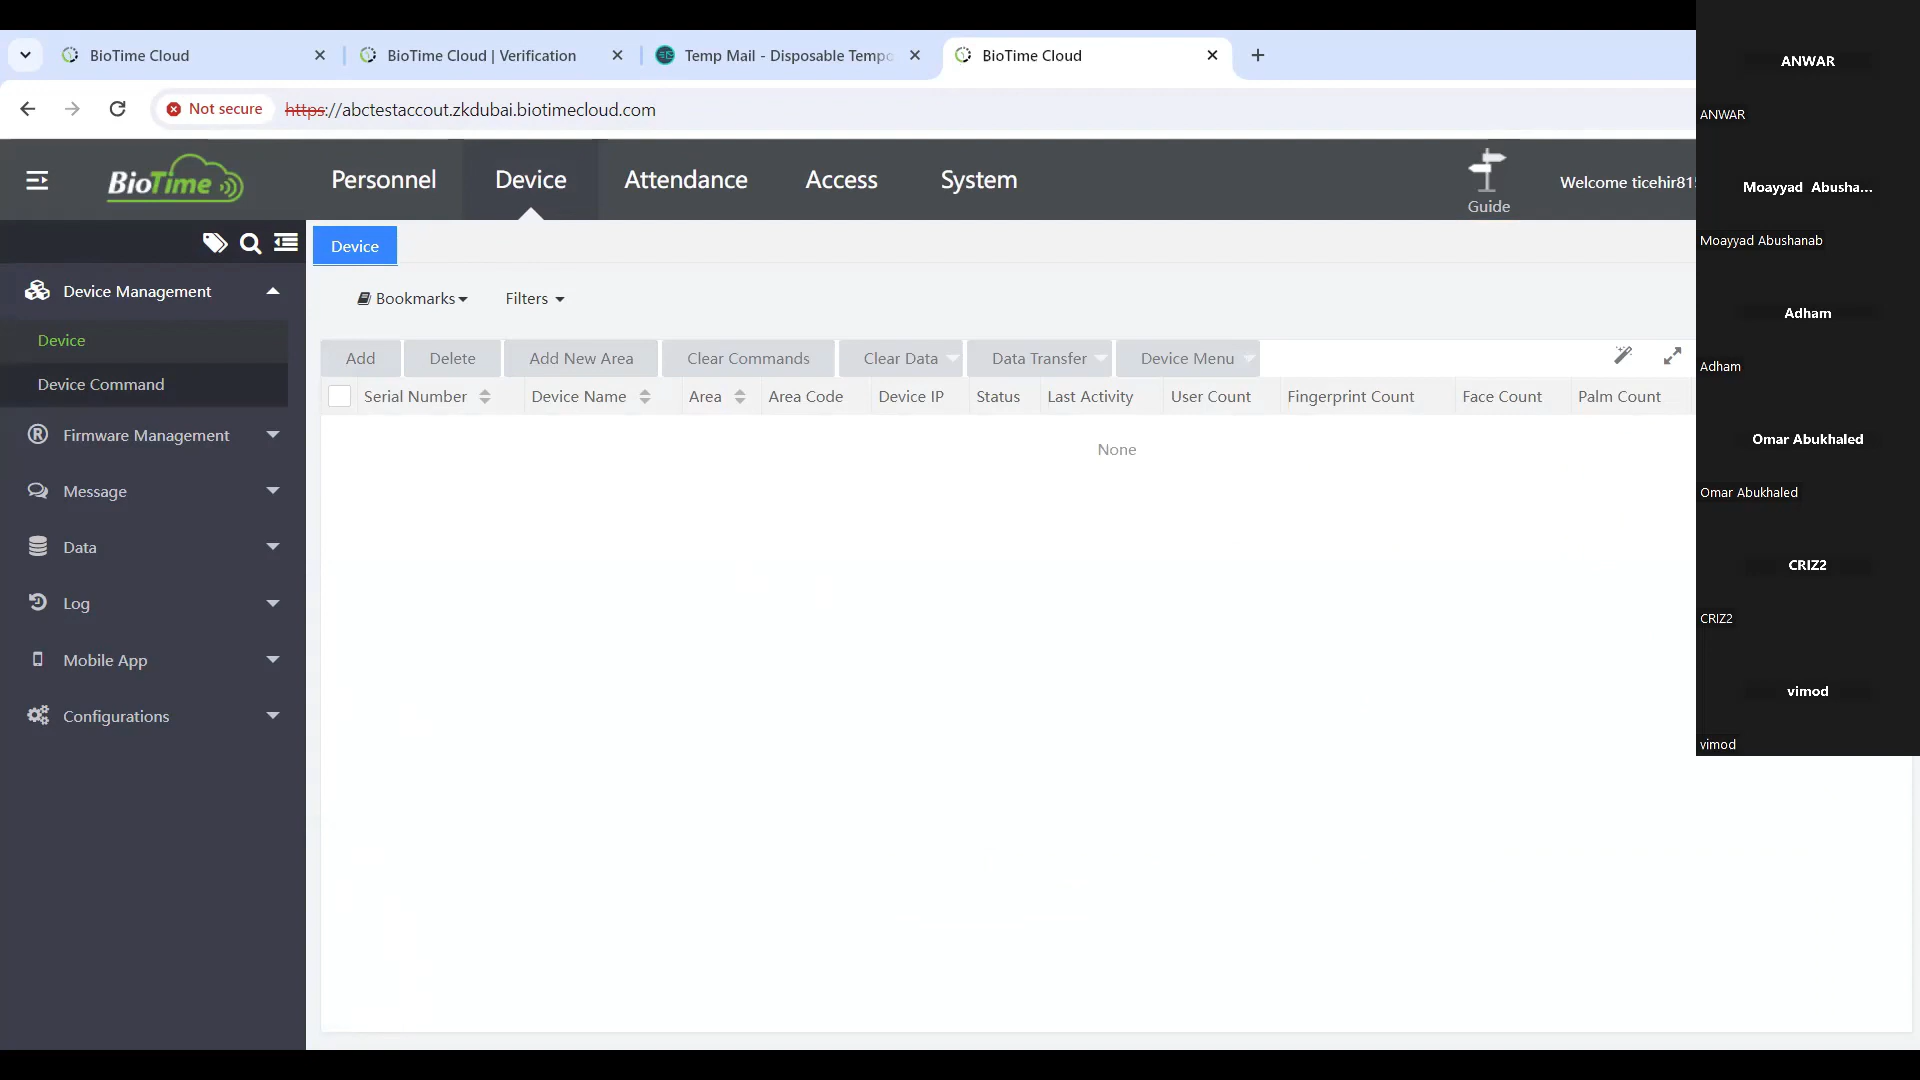 BioTime Cloud
BioTime Cloud | Verification
Temp Mail - Disposable Tempo
BioTime Cloud
Not secure
https://abctestaccout.zkdubai.biotimecloud.com
BioTime
Personnel
Device
Attendance
Access
System
Guide
Welcome ticehir81
Device Management
Device
Device Command
Firmware Management
Message
Data
Log
Mobile App
Configurations
Device
Bookmarks
Filters
Add
Delete
Add New Area
Clear Commands
Clear Data
Data Transfer
Device Menu
Serial Number
Device Name
Area
Area Code
Device IP
Status
Last Activity
User Count
Fingerprint Count
Face Count
Palm Count
None
ANWAR
ANWAR
Moayyad Abusha...
Moayyad Abushanab
Adham
Adham
Omar Abukhaled
Omar Abukhaled
CRIZ2
CRIZ2
vimod
vimod